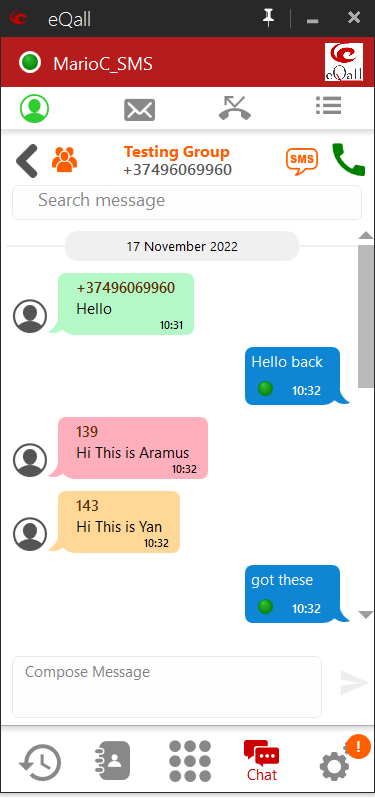 eQall
MarioC_SMS
eQall
Testing Group
SMS
+37496069960
Search message
17 November 2022
+37496069960
Hello
10:31
Hello back
10:32
139
Hi This is Aramus
10:32
143
Hi This is Yan
10:32
got these
10:32
Compose Message
!
Chat